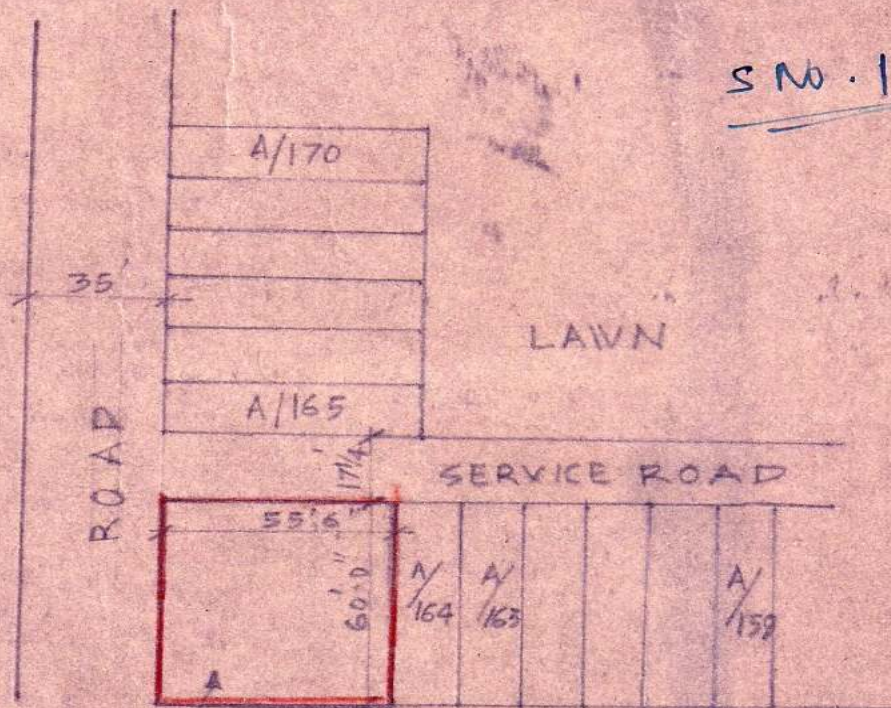 S NO. 1
A/170
35'
LAWN
A/165
ROAD
17'4"
SERVICE ROAD
55'6"
60'0"
A/164
A/163
A/159
A